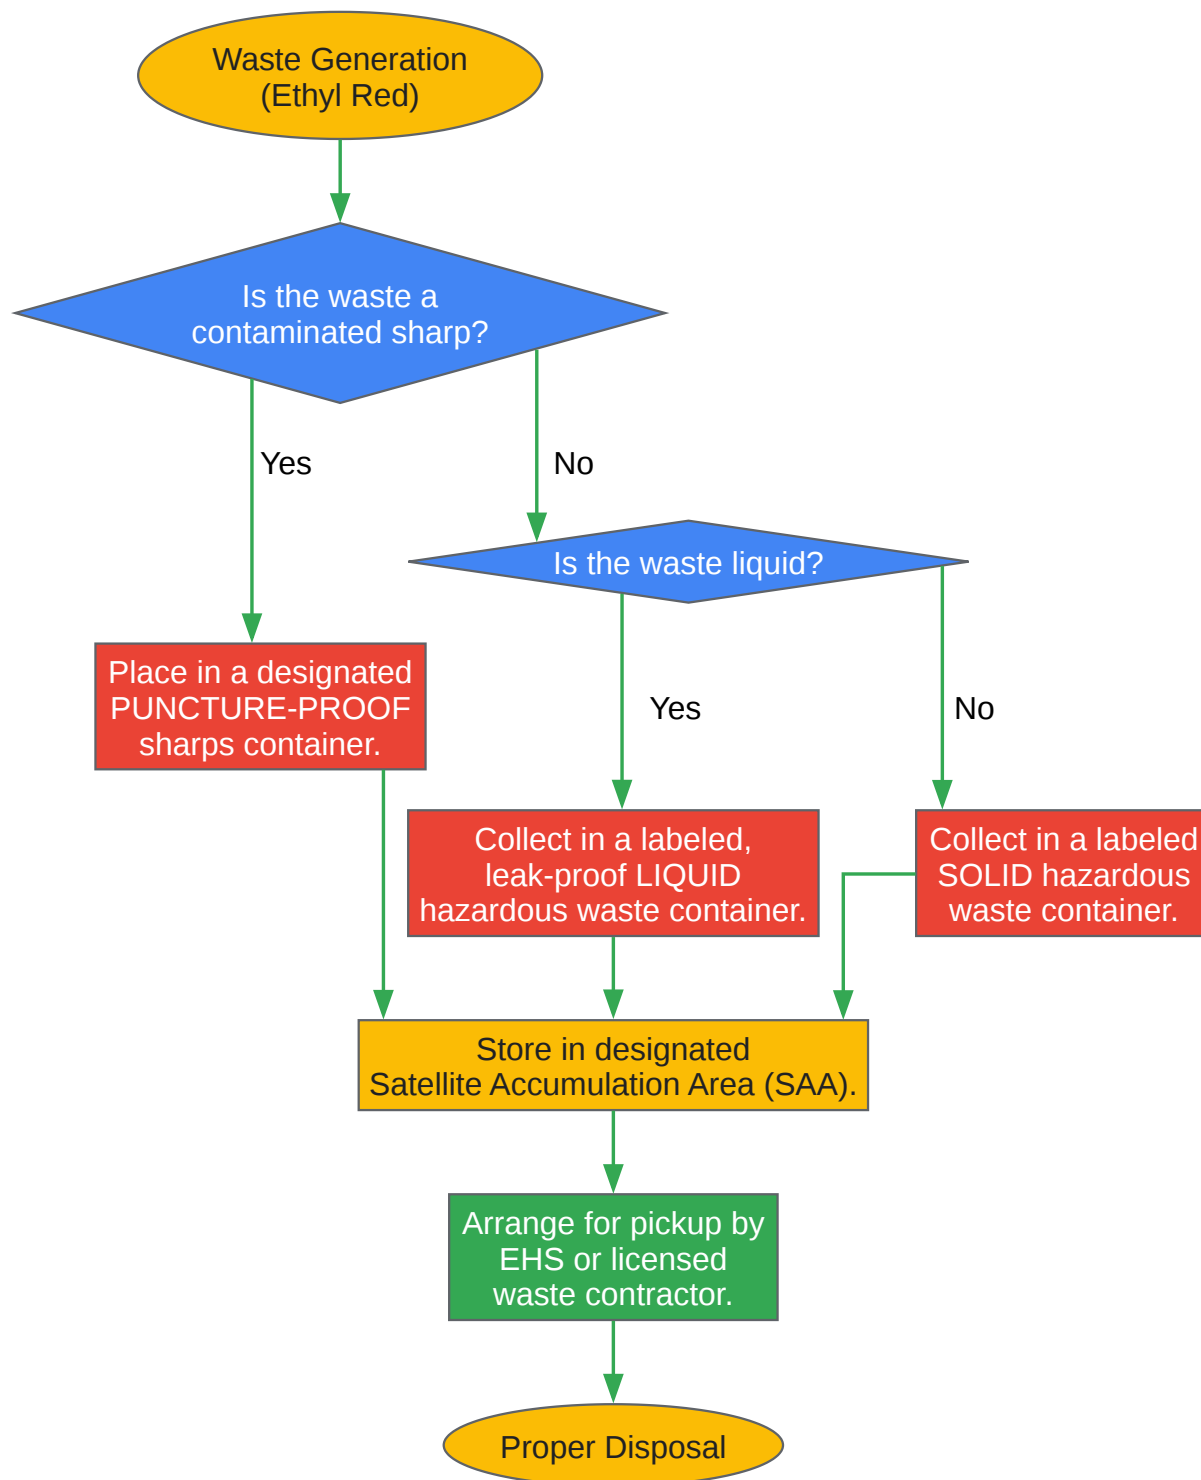 Waste Generation
(Ethyl Red)
Is the waste a
contaminated sharp?
Yes
No
Is the waste liquid?
Place in a designated
PUNCTURE-PROOF
sharps container.
Yes
No
Collect in a labeled,
leak-proof LIQUID
hazardous waste container.
Collect in a labeled
SOLID hazardous
waste container.
Store in designated
Satellite Accumulation Area (SAA).
Arrange for pickup by
EHS or licensed
waste contractor.
Proper Disposal